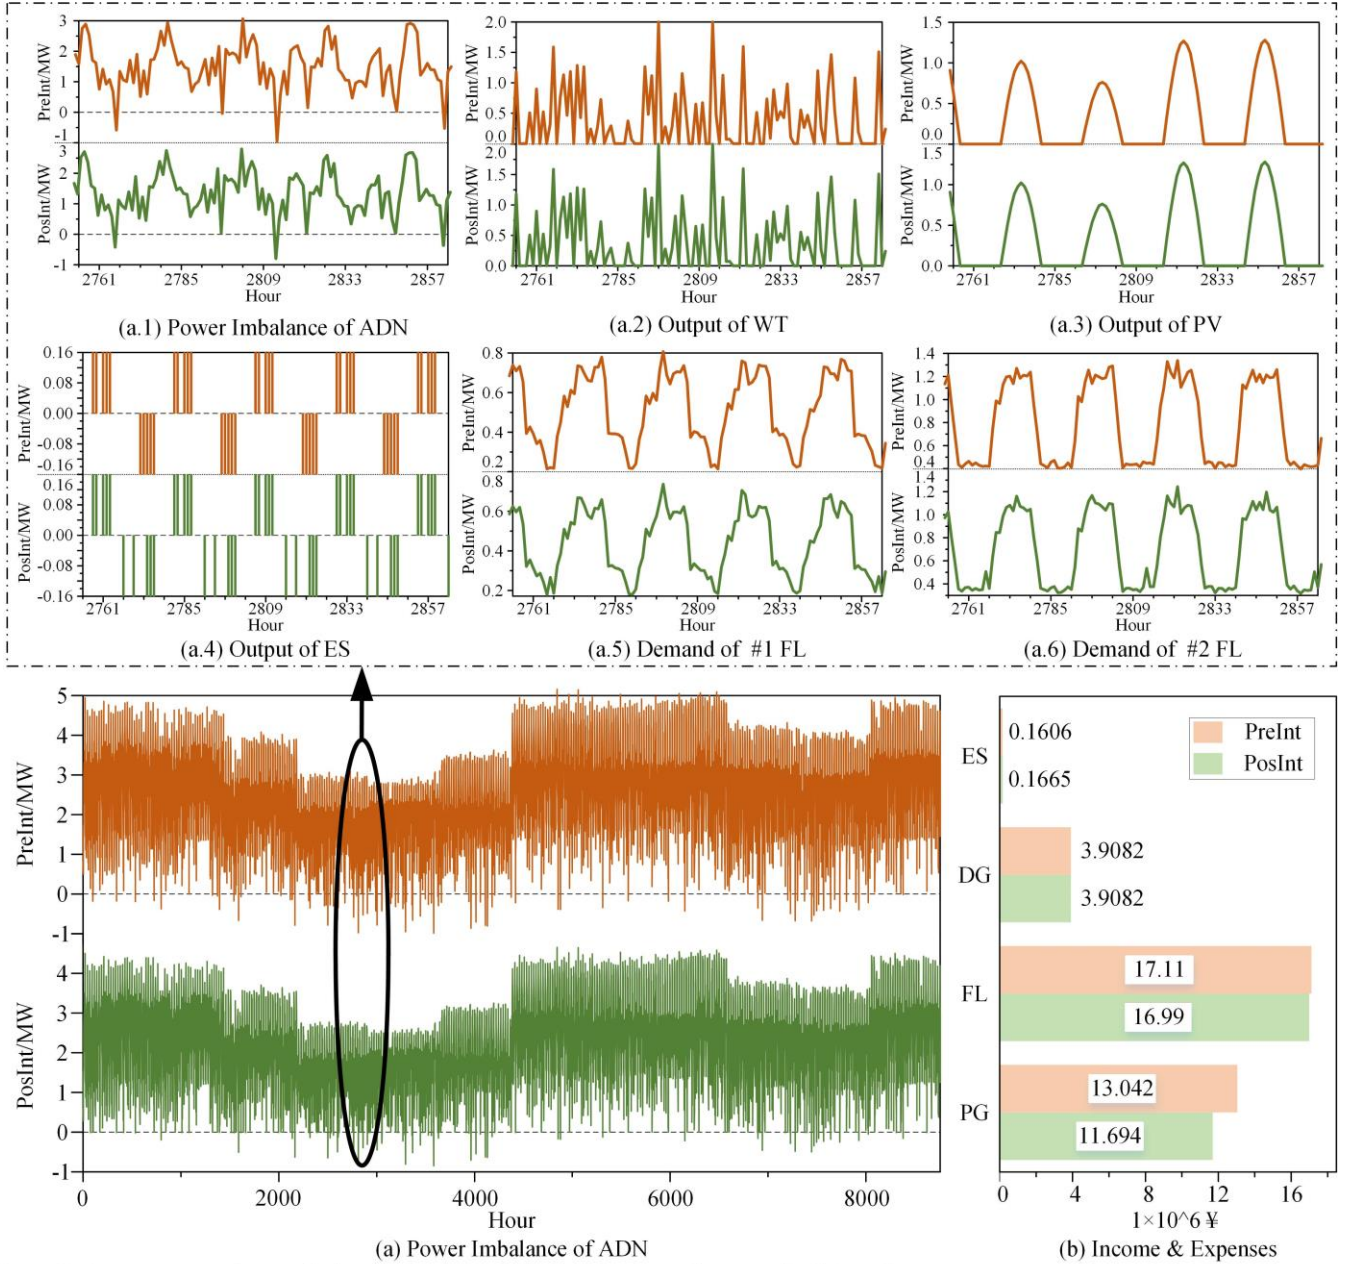 3
2
1
0
-1
3
2
1
0
-1
PreInt/MW
PosInt/MW
2761 2785 2809 2833 2857
Hour
(a.1) Power Imbalance of ADN
2.0
1.5
1.0
0.5
0.0
2.0
1.5
1.0
0.5
0.0
PreInt/MW
PosInt/MW
2761 2785 2809 2833 2857
Hour
(a.2) Output of WT
1.5
1.0
0.5
0.0
1.5
1.0
0.5
0.0
PreInt/MW
PosInt/MW
2761 2785 2809 2833 2857
Hour
(a.3) Output of PV
0.16
0.08
0.00
-0.08
-0.16
0.16
0.08
0.00
-0.08
-0.16
PreInt/MW
PosInt/MW
2761 2785 2809 2833 2857
Hour
(a.4) Output of ES
0.8
0.6
0.4
0.2
0.8
0.6
0.4
0.2
PreInt/MW
PosInt/MW
2761 2785 2809 2833 2857
Hour
(a.5) Demand of #1 FL
1.4
1.2
1.0
0.8
0.6
0.4
1.4
1.2
1.0
0.8
0.6
0.4
PreInt/MW
PosInt/MW
2761 2785 2809 2833 2857
Hour
(a.6) Demand of #2 FL
5
4
3
2
1
0
-1
4
3
2
1
0
-1
PreInt/MW
PosInt/MW
0 2000 4000 6000 8000
Hour
(a) Power Imbalance of ADN
PreInt
PosInt
ES
0.1606
0.1665
DG
3.9082
3.9082
FL
17.11
16.99
PG
13.042
11.694
0 4 8 12 16
1×10^6 ¥
(b) Income & Expenses